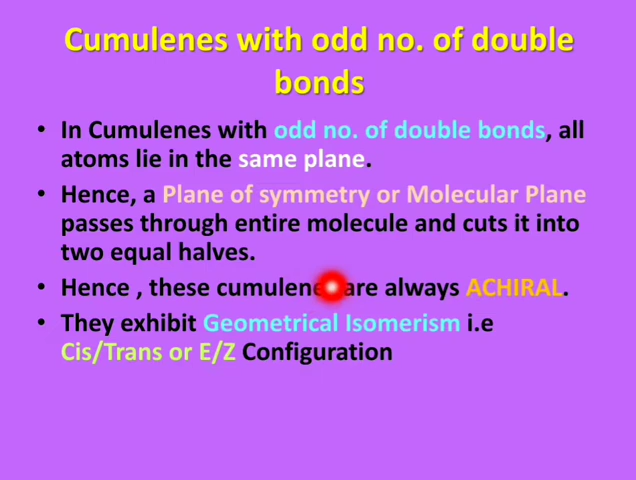 Cumulenes with odd no. of double
bonds
• In Cumulenes with odd no. of double bonds, all
atoms lie in the same plane.
• Hence, a Plane of symmetry or Molecular Plane
passes through entire molecule and cuts it into
two equal halves.
• Hence , these cumulenes are always ACHIRAL.
• They exhibit Geometrical Isomerism i.e
Cis/Trans or E/Z Configuration